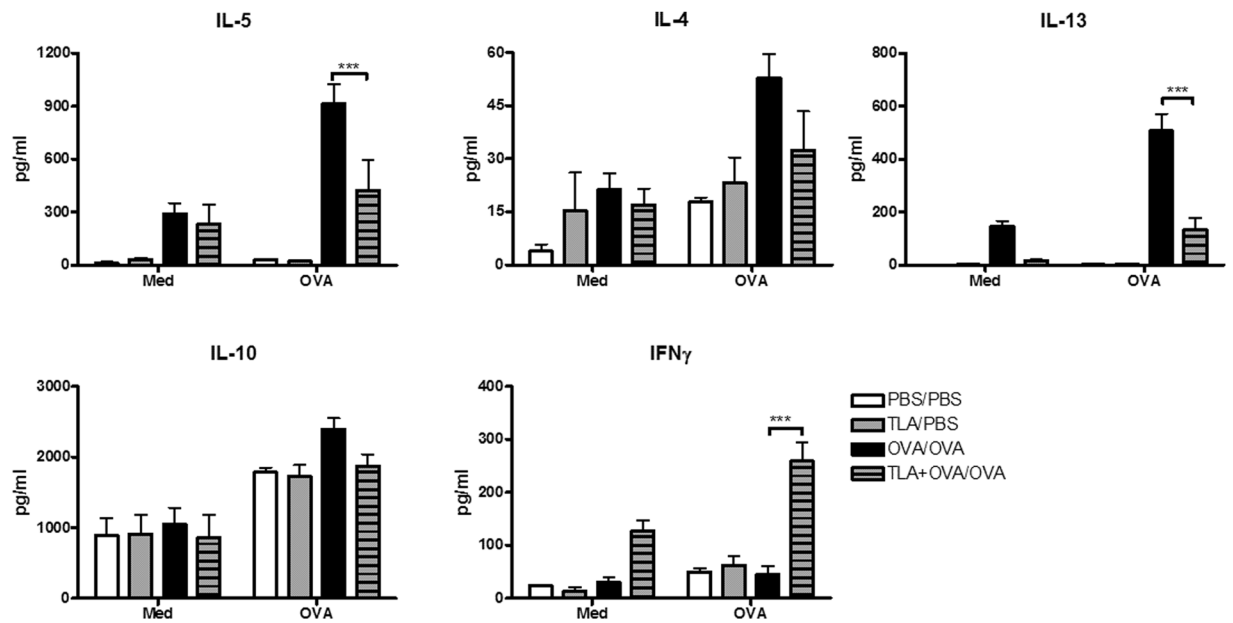 IL-5
1200
900
600
300
0
pg/ml
***
Med
OVA
IL-4
60
45
30
15
0
pg/ml
Med
OVA
IL-13
800
600
400
200
0
pg/ml
***
Med
OVA
IL-10
3000
2000
1000
0
pg/ml
Med
OVA
IFNγ
400
300
200
100
0
pg/ml
***
Med
OVA
PBS/PBS
TLA/PBS
OVA/OVA
TLA+OVA/OVA